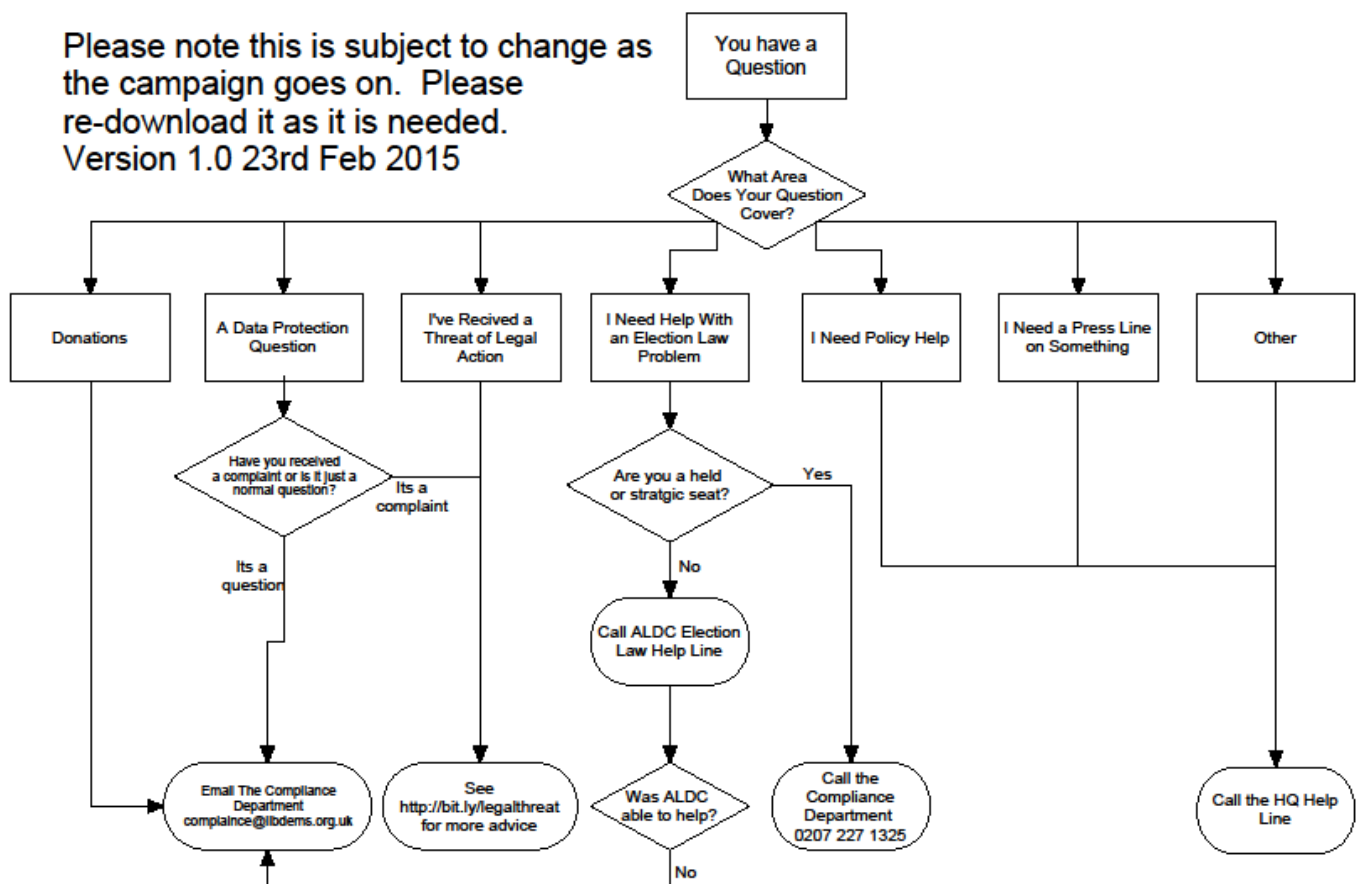 Please note this is subject to change as
the campaign goes on. Please
re-download it as it is needed.
Version 1.0 23rd Feb 2015
You have a
Question
What Area
Does Your Question
Cover?
Donations
A Data Protection
Question
I've Recived a
Threat of Legal
Action
I Need Help With
an Election Law
Problem
I Need Policy Help
I Need a Press Line
on Something
Other
Have you received
a complaint or is it just a
normal question?
Its a
complaint
Its a
question
Are you a held
or stratgic seat?
Yes
No
Call ALDC Election
Law Help Line
Email The Compliance
Department
complaince@libdems.org.uk
See
http://bit.ly/legalthreat
for more advice
Was ALDC
able to help?
Call the
Compliance
Department
0207 227 1325
Call the HQ Help
Line
No